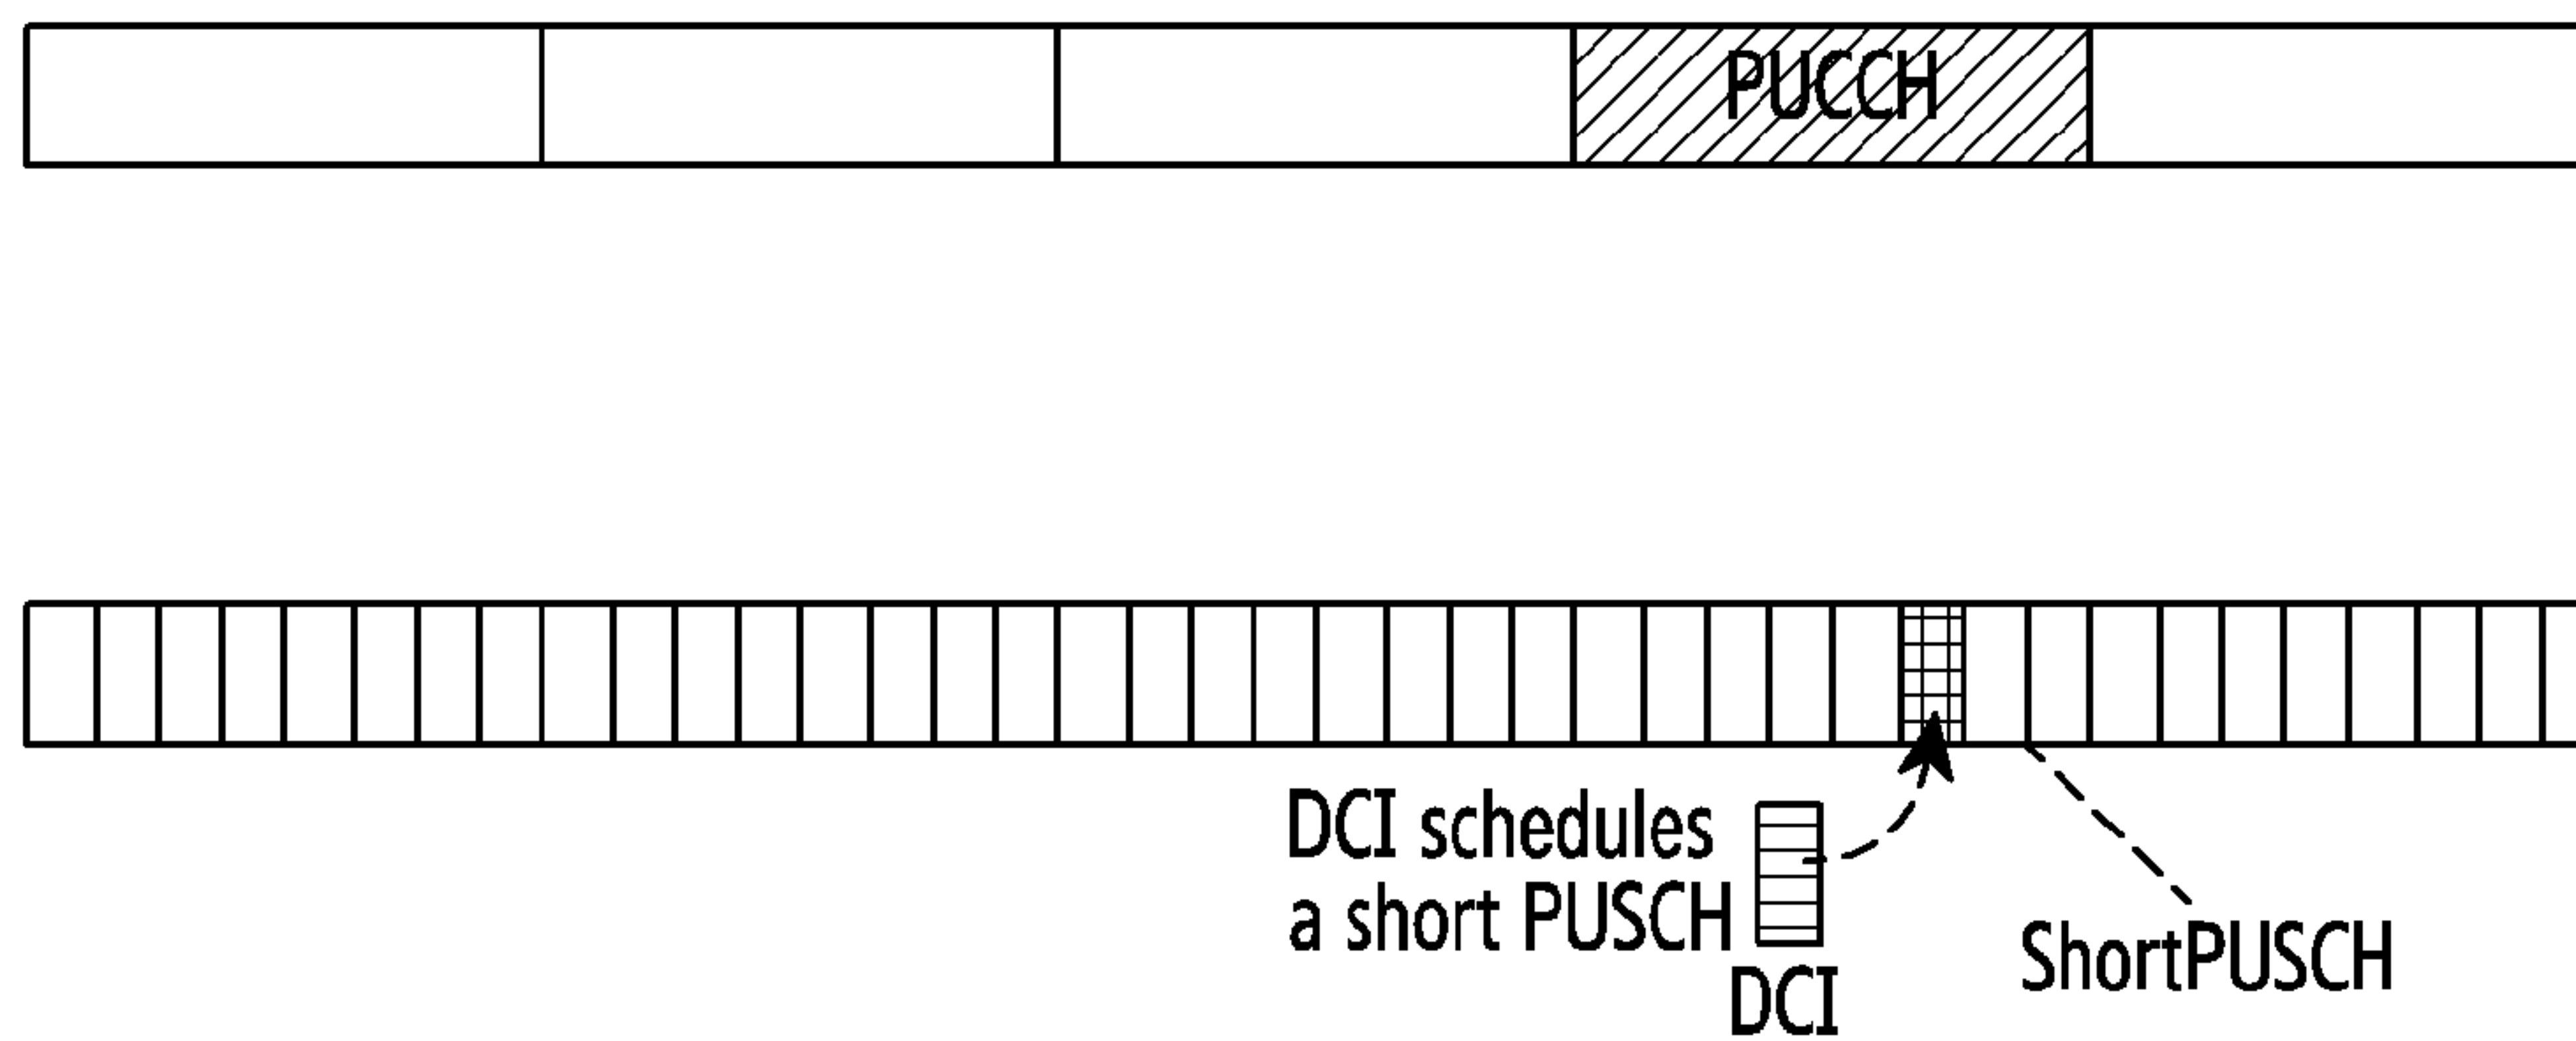 PUCCH
DCI schedules
a short PUSCH
DCI
ShortPUSCH